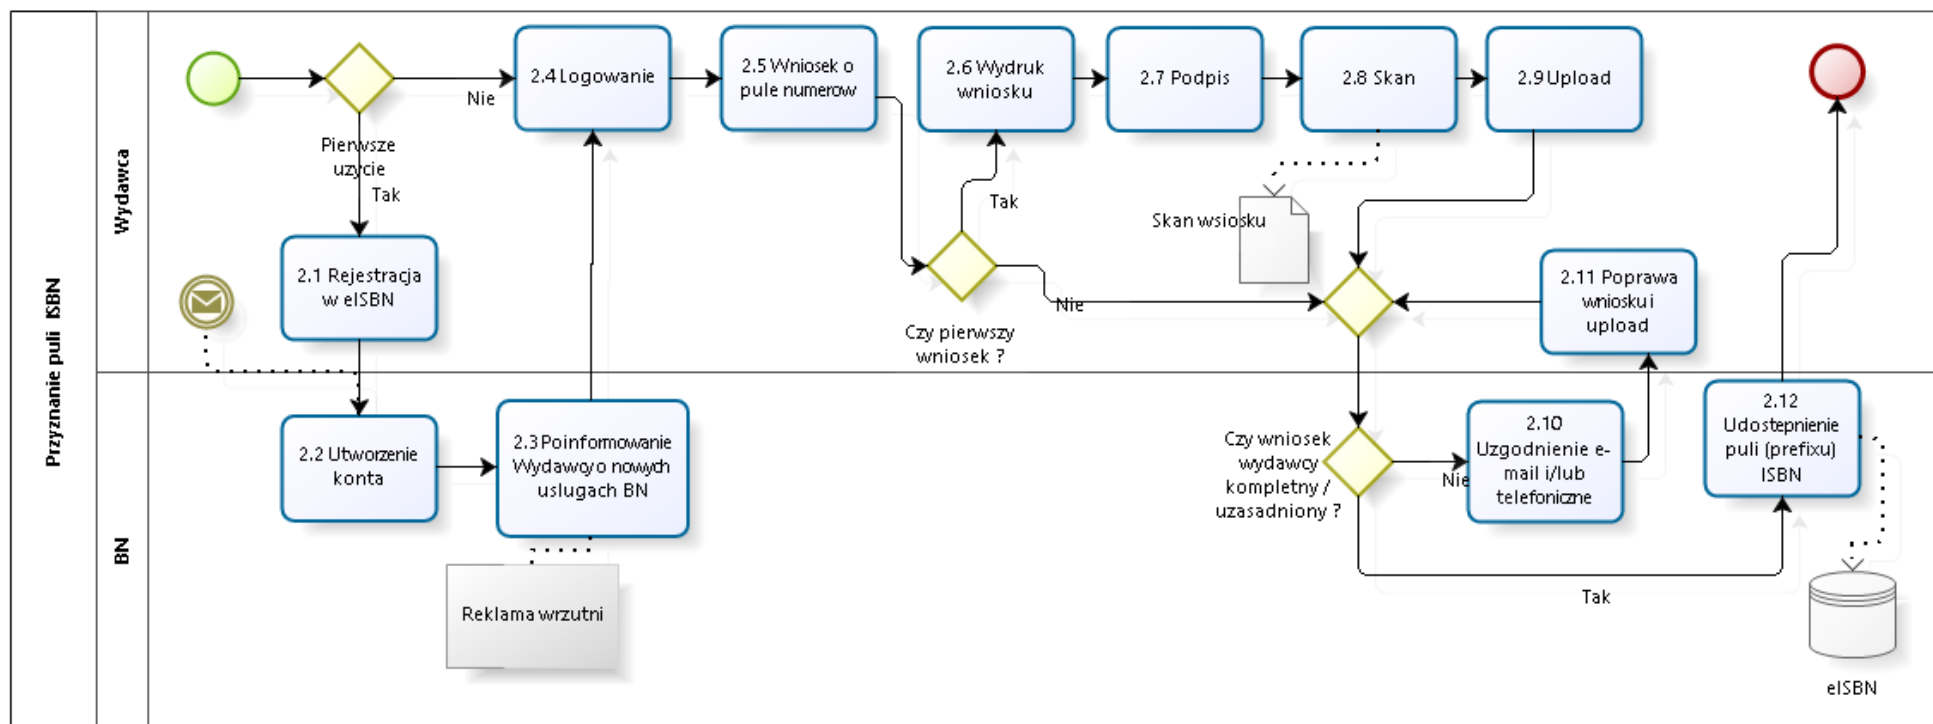 Przyznanie puli ISBN
Wydawca
BN
2.4 Logowanie
2.5 Wniosek o
pule numerow
2.6 Wydruk
wniosku
2.7 Podpis
2.8 Skan
2.9 Upload
Nie
Pierwsze
uzycie
Tak
2.1 Rejestracja
w eISBN
Tak
Skan wsiosku
Czy pierwszy
wniosek ?
Nie
2.11 Poprawa
wniosku i
upload
2.2 Utworzenie
konta
2.3 Poinformowanie
Wydawcy o nowych
uslugach BN
Czy wniosek
wydawcy
kompletny /
uzasadniony ?
Nie
2.10
Uzgodnienie e-
mail i/lub
telefoniczne
2.12
Udostepnienie
puli (prefixu)
ISBN
Tak
Reklama wrzutni
eISBN